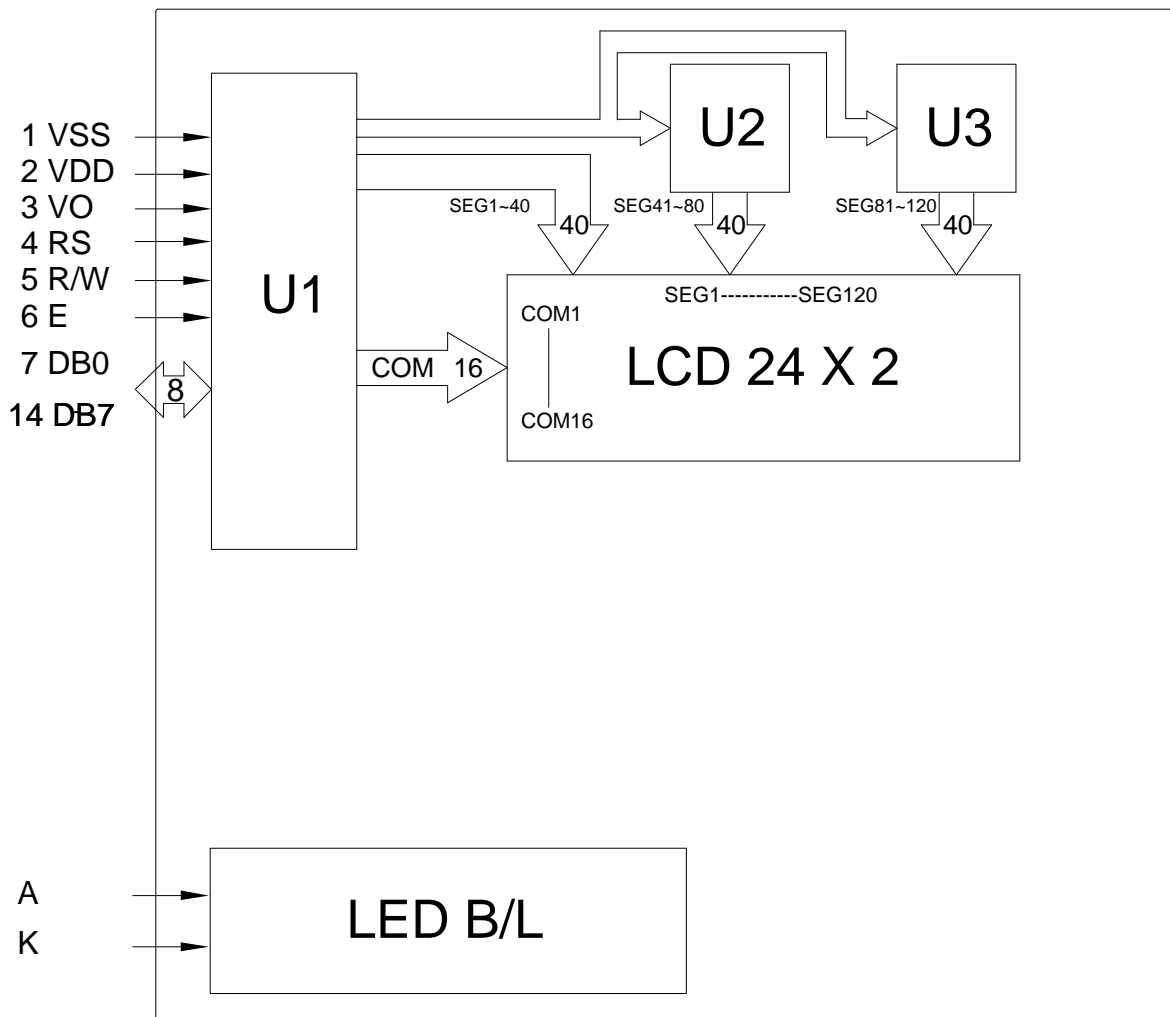 1 VSS
2 VDD
3 VO
4 RS
5 R/W
6 E
7 DB0
14 DB7
8
U1
U2
U3
SEG1~40
SEG41~80
SEG81~120
40
40
40
SEG1-----------SEG120
COM1
COM16
LCD 24 X 2
COM 16
A
K
LED B/L